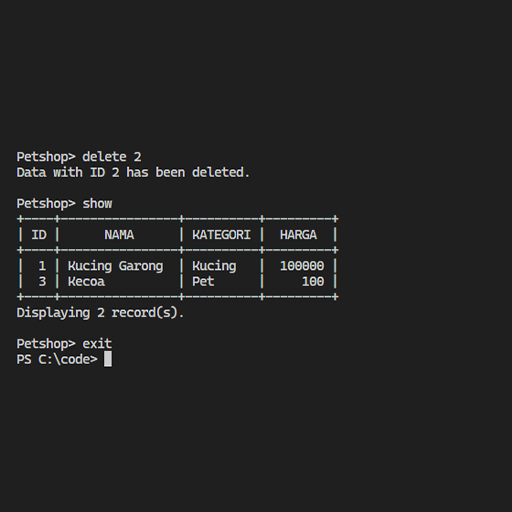 Petshop> delete 2
Data with ID 2 has been deleted.
Petshop> show
+----+----------------+----------+---------+
| ID |      NAMA      | KATEGORI |  HARGA  |
+----+----------------+----------+---------+
|  1 | Kucing Garong  | Kucing   |  100000 |
|  3 | Kecoa          | Pet      |     100 |
+----+----------------+----------+---------+
Displaying 2 record(s).
Petshop> exit
PS C:\code>